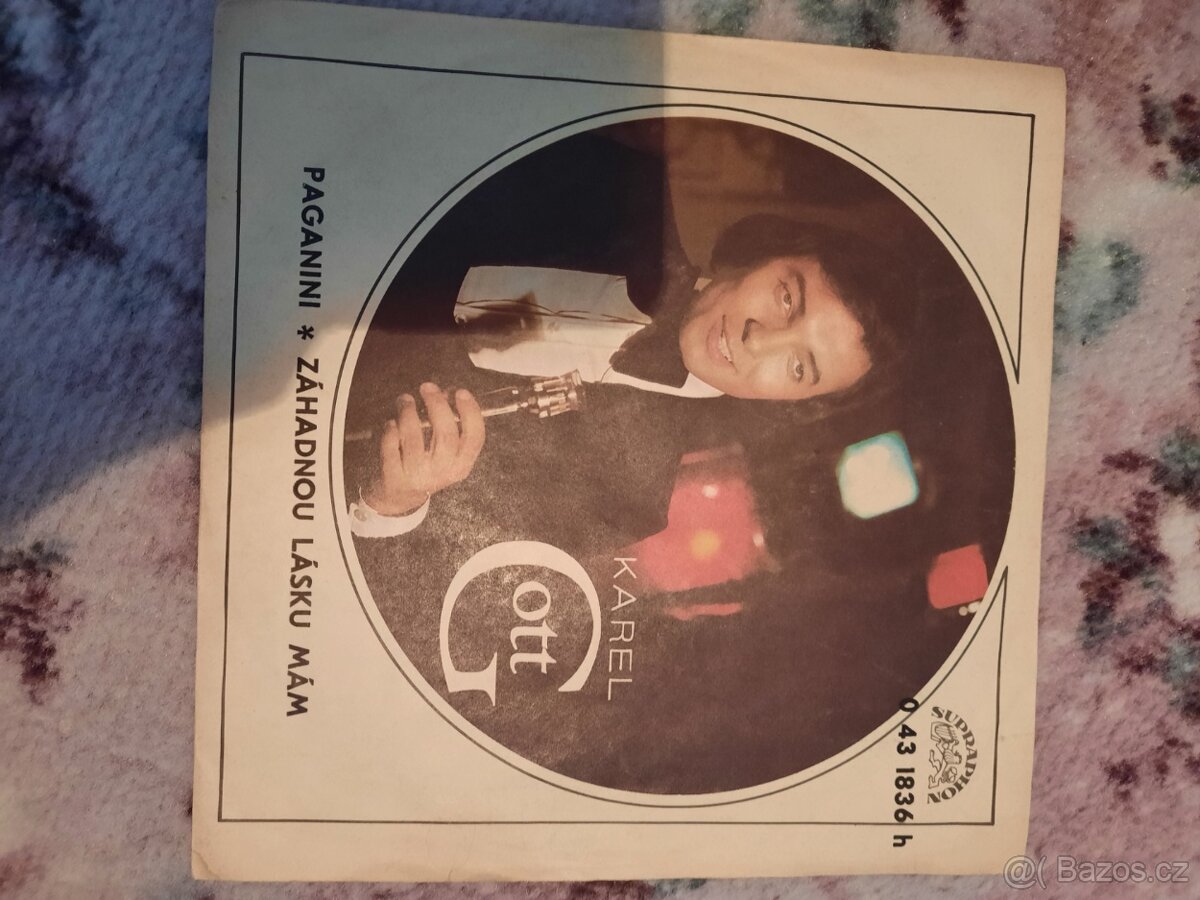 SUPRAPHON
0 43 1836 h
KAREL
Gott
PAGANINI * ZÁHADNOU LÁSKU MÁM
@( Bazos.cz